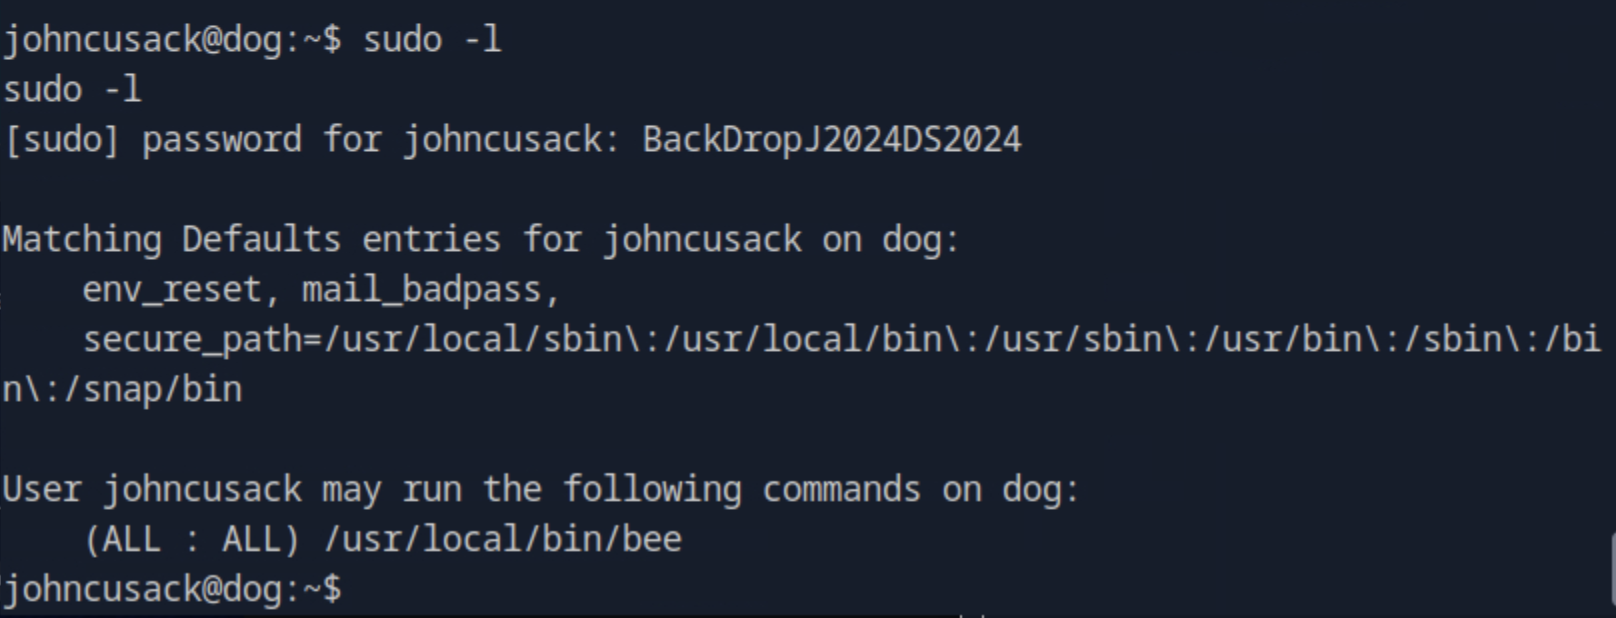 johncusack@dog:~$ sudo -l
sudo -l
[sudo] password for johncusack: BackDropJ2024DS2024

Matching Defaults entries for johncusack on dog:
    env_reset, mail_badpass,
    secure_path=/usr/local/sbin\:/usr/local/bin\:/usr/sbin\:/usr/bin\:/sbin\:/bi
n\:/snap/bin

User johncusack may run the following commands on dog:
    (ALL : ALL) /usr/local/bin/bee
johncusack@dog:~$